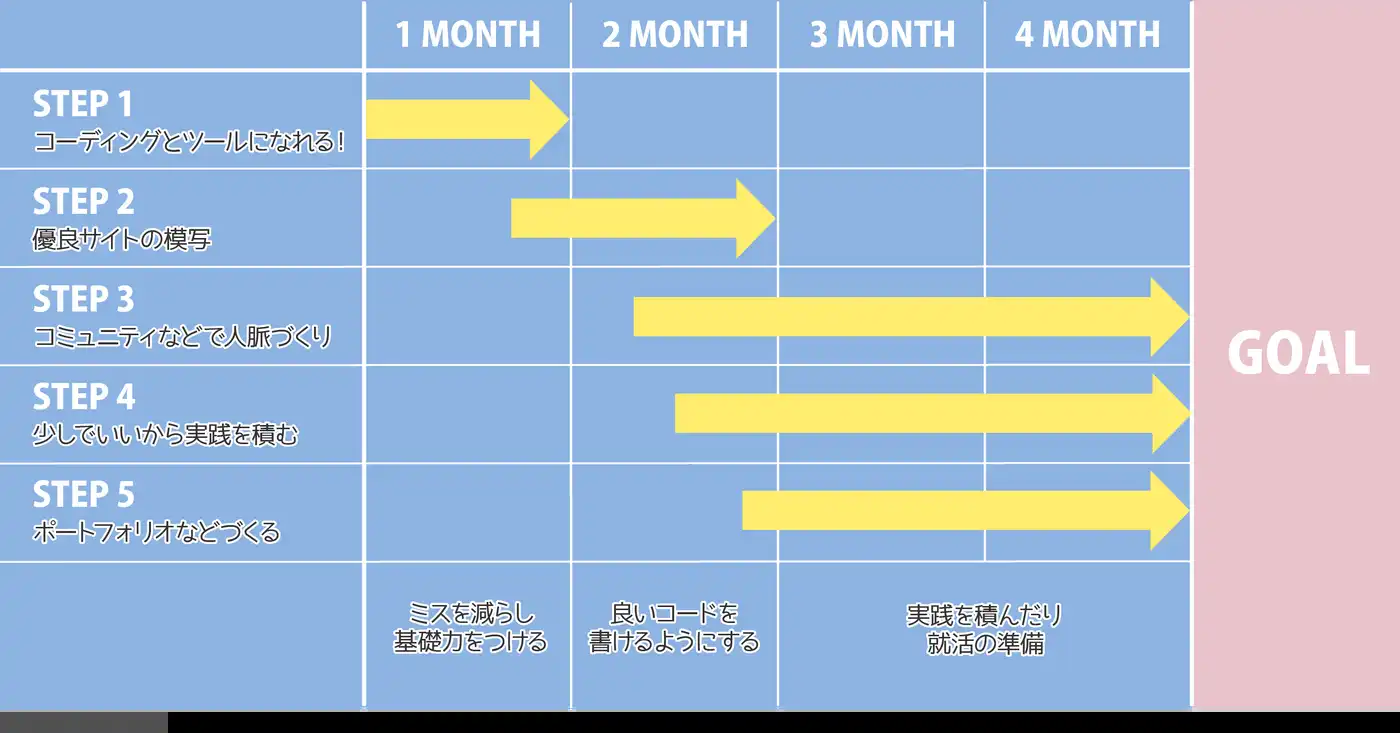 1 MONTH
2 MONTH
3 MONTH
4 MONTH
STEP 1
コーディングとツールになれる!
STEP 2
優良サイトの模写
STEP 3
コミュニティなどで人脈づくり
STEP 4
少しでいいから実践を積む
STEP 5
ポートフォリオなどづくる
GOAL
ミスを減らし
基礎力をつける
良いコードを
書けるようにする
実践を積んだり
就活の準備